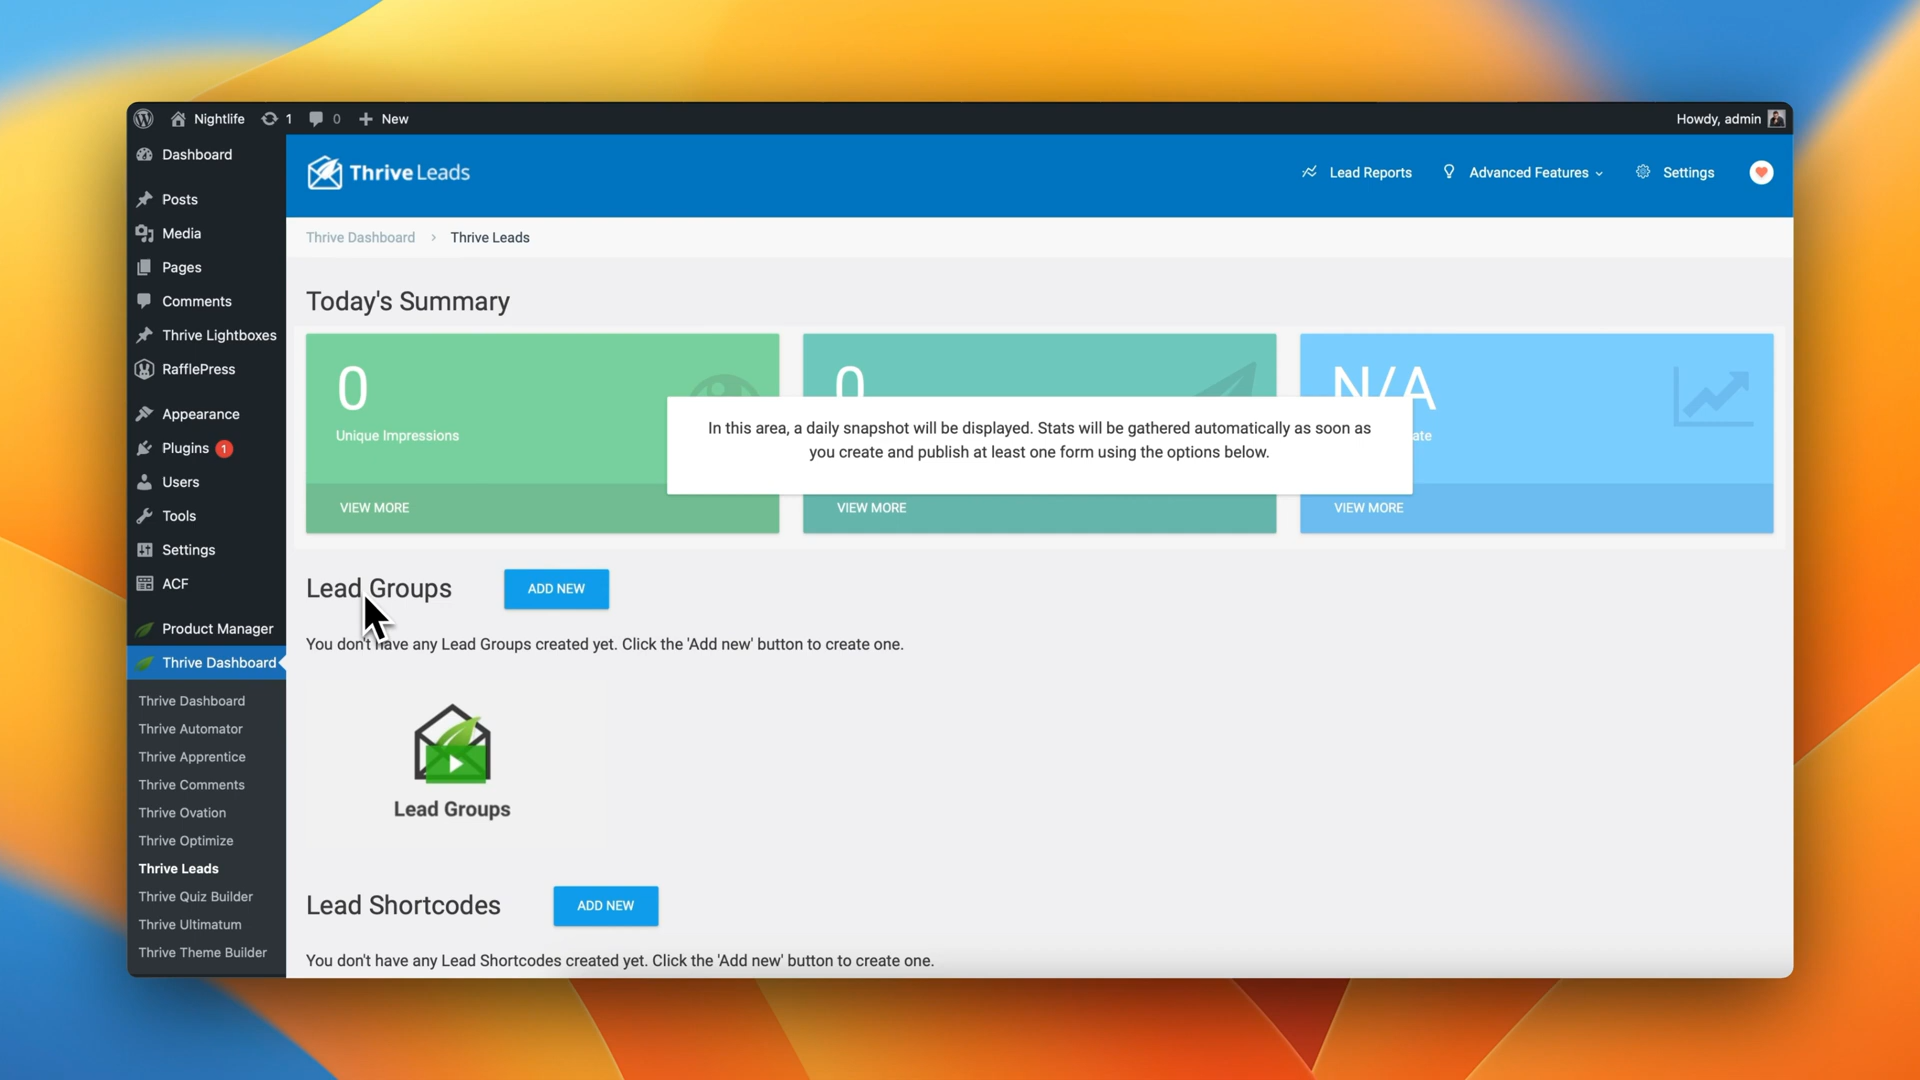 Nightlife 1 0 New Howdy, admin
Dashboard
Posts
Media
Pages
Comments
Thrive Lightboxes
RafflePress
Appearance
Plugins 1
Users
Tools
Settings
ACF
Product Manager
Thrive Dashboard
Thrive Dashboard
Thrive Automator
Thrive Apprentice
Thrive Comments
Thrive Ovation
Thrive Optimize
Thrive Leads
Thrive Quiz Builder
Thrive Ultimatum
Thrive Theme Builder
Thrive Leads
Lead Reports Advanced Features Settings
Thrive Dashboard > Thrive Leads
Today's Summary
0
Unique Impressions
VIEW MORE
0
VIEW MORE
N/A
ate
VIEW MORE
In this area, a daily snapshot will be displayed. Stats will be gathered automatically as soon as
you create and publish at least one form using the options below.
Lead Groups ADD NEW
You don't have any Lead Groups created yet. Click the 'Add new' button to create one.
Lead Groups
Lead Shortcodes ADD NEW
You don't have any Lead Shortcodes created yet. Click the 'Add new' button to create one.